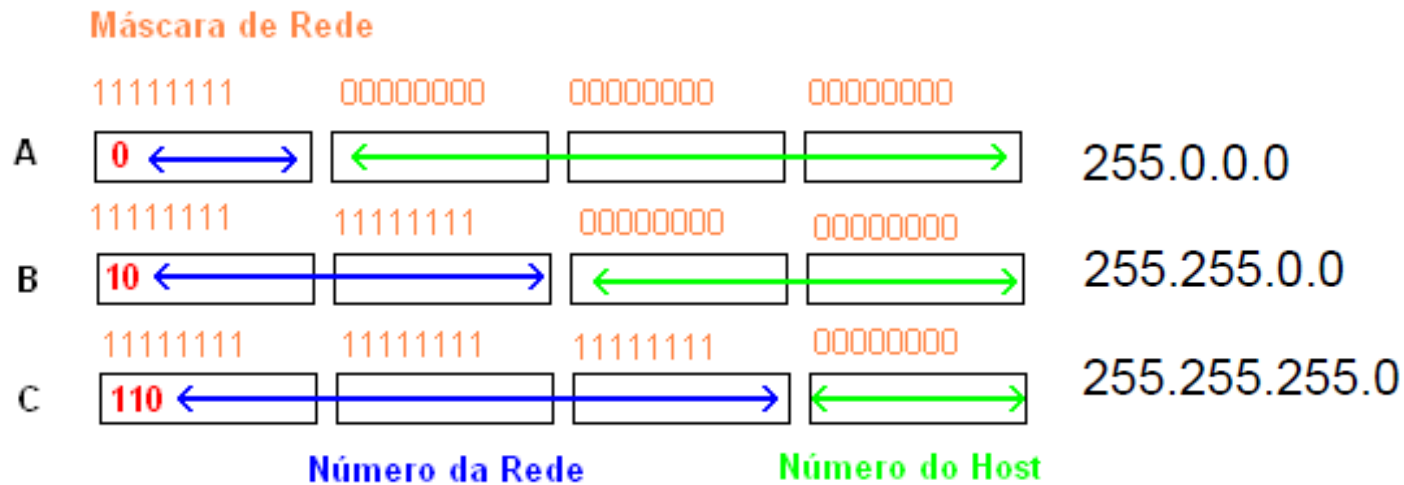 Máscara de Rede
11111111 00000000 00000000 00000000
A 0 255.0.0.0
11111111 11111111 00000000 00000000
B 10 255.255.0.0
11111111 11111111 11111111 00000000
C 110 255.255.255.0
Número da Rede Número do Host